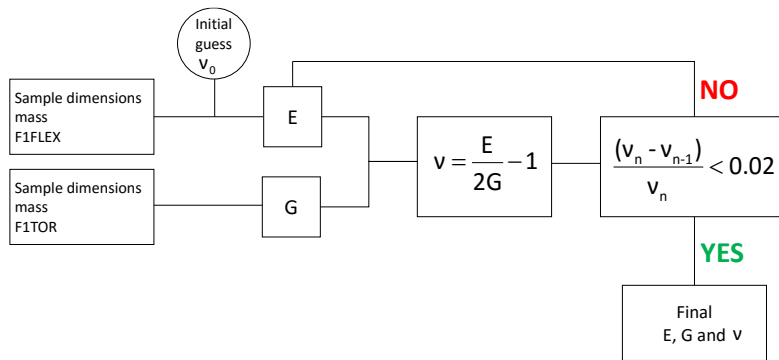 Initial
guess
ν₀
Sample dimensions
mass
F1FLEX
E
NO
ν = E/2G − 1
(νₙ - νₙ₋₁)/νₙ < 0.02
Sample dimensions
mass
F1TOR
G
YES
Final
E, G and ν